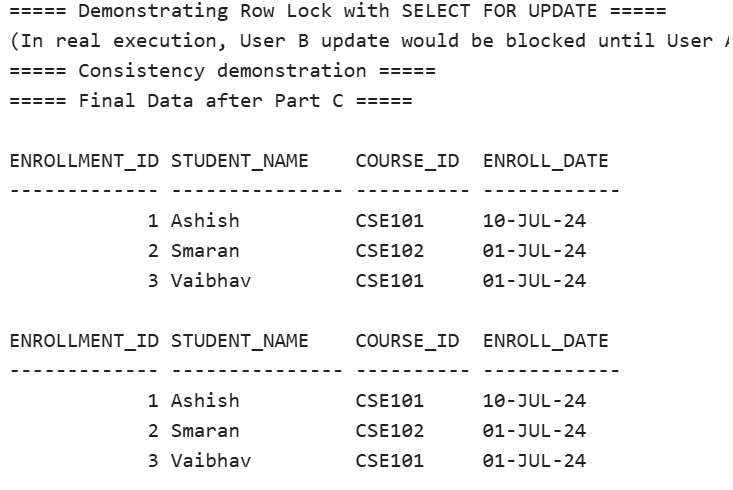 ===== Demonstrating Row Lock with SELECT FOR UPDATE =====
(In real execution, User B update would be blocked until User
===== Consistency demonstration =====
===== Final Data after Part C =====
ENROLLMENT_ID STUDENT_NAME    COURSE_ID  ENROLL_DATE
------------- --------------- ---------- ------------
            1 Ashish          CSE101     10-JUL-24
            2 Smaran          CSE102     01-JUL-24
            3 Vaibhav         CSE101     01-JUL-24
ENROLLMENT_ID STUDENT_NAME    COURSE_ID  ENROLL_DATE
------------- --------------- ---------- ------------
            1 Ashish          CSE101     10-JUL-24
            2 Smaran          CSE102     01-JUL-24
            3 Vaibhav         CSE101     01-JUL-24